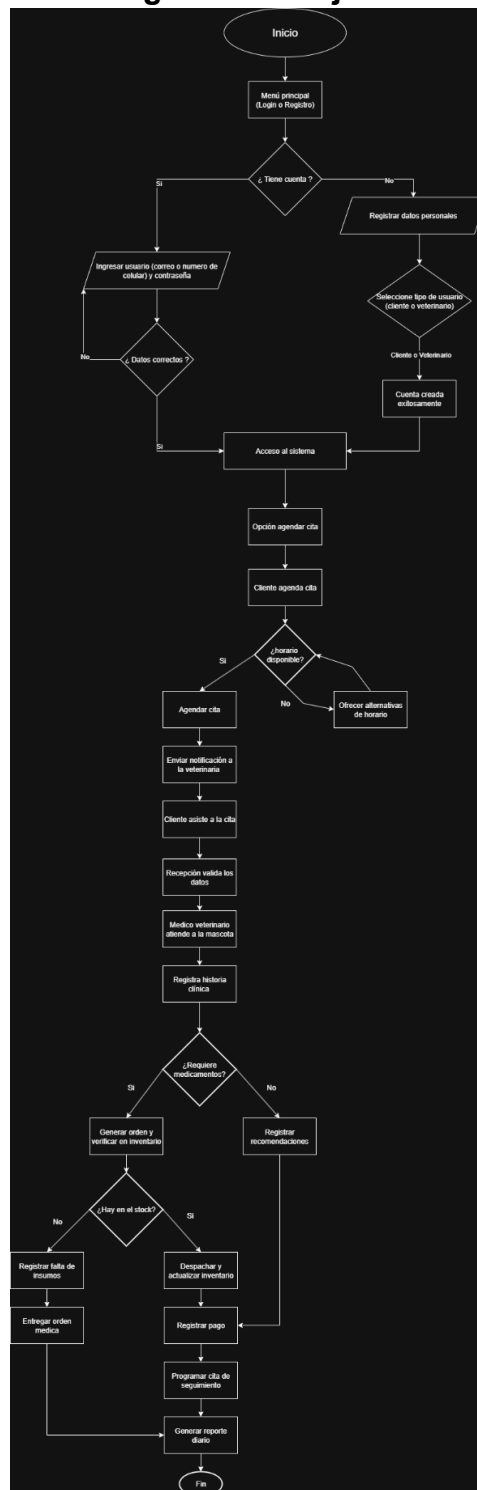 Inicio
Menú principal
(Login o Registro)
¿ Tiene cuenta ?
Si
No
Registrar datos personales
Ingresar usuario (correo o numero de
celular) y contraseña
Seleccione tipo de usuario
(cliente o veterinario)
No
¿ Datos correctos ?
Cliente o Veterinario
Cuenta creada
exitosamente
Si
Acceso al sistema
Opción agendar cita
Cliente agenda cita
¿horario
disponible?
Si
No
Ofrecer alternativas
de horario
Agendar cita
Enviar notificación a
la veterinaria
Cliente asiste a la cita
Recepción valida los
datos
Medico veterinario
atiende a la mascota
Registra historia
clínica
¿Requiere
medicamentos?
Si
No
Generar orden y
verificar en inventario
Registrar
recomendaciones
¿Hay en el stock?
No
Si
Registrar falta de
insumos
Despachar y
actualizar inventario
Entregar orden
medica
Registrar pago
Programar cita de
seguimiento
Generar reporte
diario
Fin